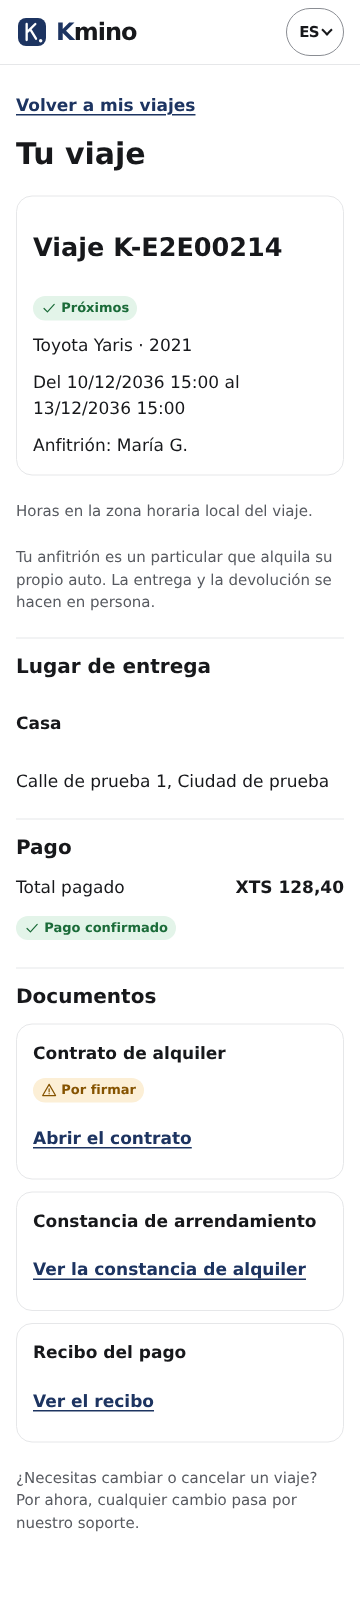 K. Kmino
ES
Volver a mis viajes
Tu viaje
Viaje K-E2E00214
Próximos
Toyota Yaris · 2021
Del 10/12/2036 15:00 al
13/12/2036 15:00
Anfitrión: María G.
Horas en la zona horaria local del viaje.
Tu anfitrión es un particular que alquila su
propio auto. La entrega y la devolución se
hacen en persona.
Lugar de entrega
Casa
Calle de prueba 1, Ciudad de prueba
Pago
Total pagado XTS 128,40
Pago confirmado
Documentos
Contrato de alquiler
Por firmar
Abrir el contrato
Constancia de arrendamiento
Ver la constancia de alquiler
Recibo del pago
Ver el recibo
¿Necesitas cambiar o cancelar un viaje?
Por ahora, cualquier cambio pasa por
nuestro soporte.